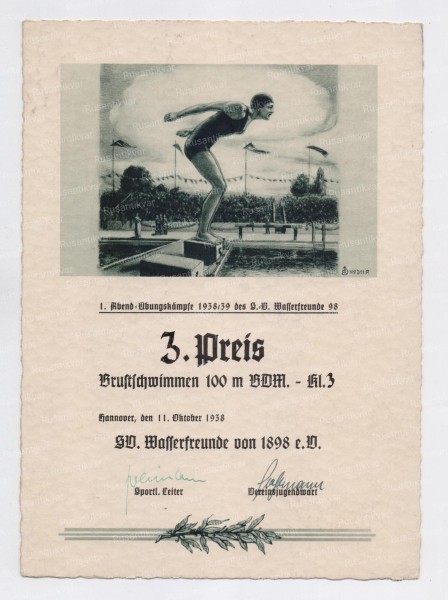 1. Abend-Übungskämpfe 1938/39 des S.-V. Wasserfreunde 98
3. Preis
Brustschwimmen 100 m BDM. - Kl. 3
Hannover, den 11. Oktober 1938
SV. Wasserfreunde von 1898 e.V.
Sportl. Leiter Vereinsjugendwart
Rusantikvar